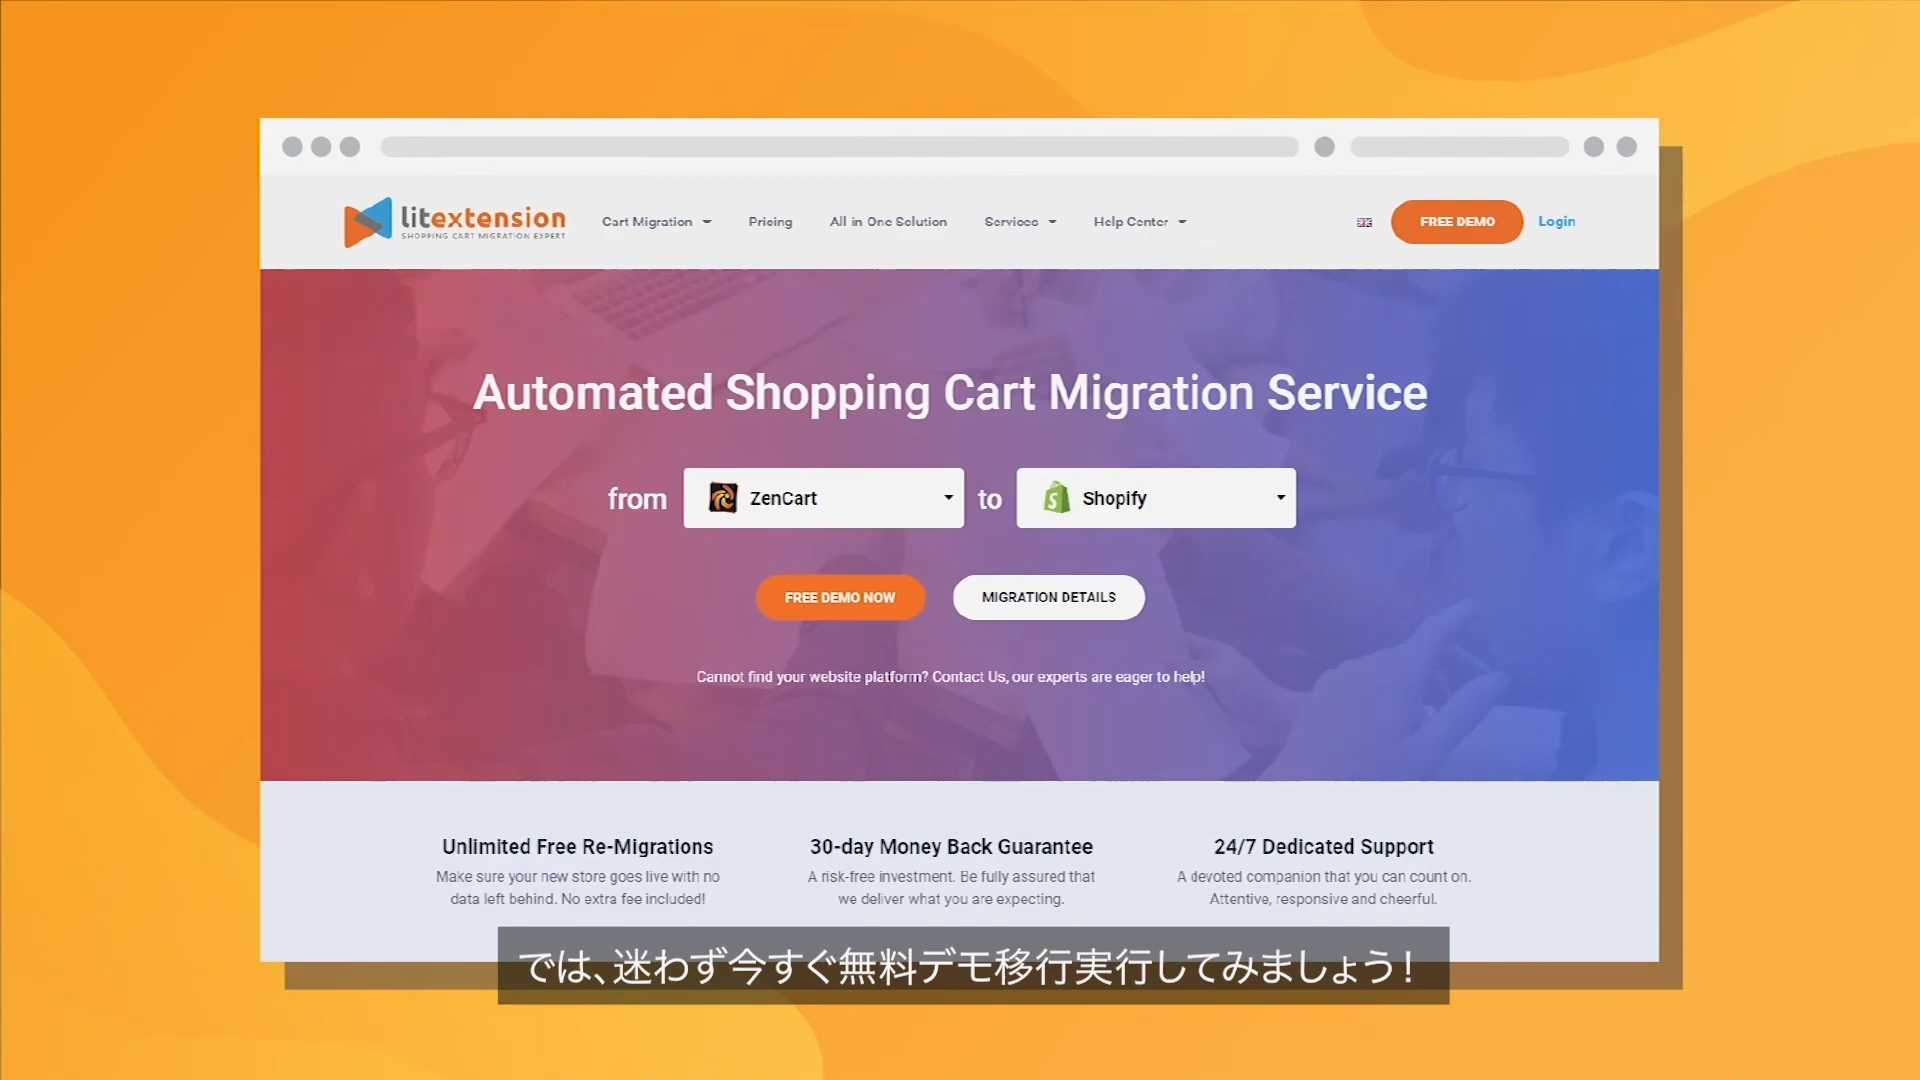 litextension
SHOPPING CART MIGRATION EXPERT
Cart Migration
Pricing
All-in-One Solution
Services
Help Center
FREE DEMO
Login
Automated Shopping Cart Migration Service
from
ZenCart
to
Shopify
FREE DEMO NOW
MIGRATION DETAILS
Cannot find your website platform? Contact Us, our experts are eager to help!
Unlimited Free Re-Migrations
Make sure your new store goes live with no
data left behind. No extra fee included!
30-day Money Back Guarantee
A risk-free investment. Be fully assured that
we deliver what you are expecting.
24/7 Dedicated Support
A devoted companion that you can count on.
Attentive, responsive and cheerful.
では、迷わず今すぐ無料デモ移行実行してみましょう!